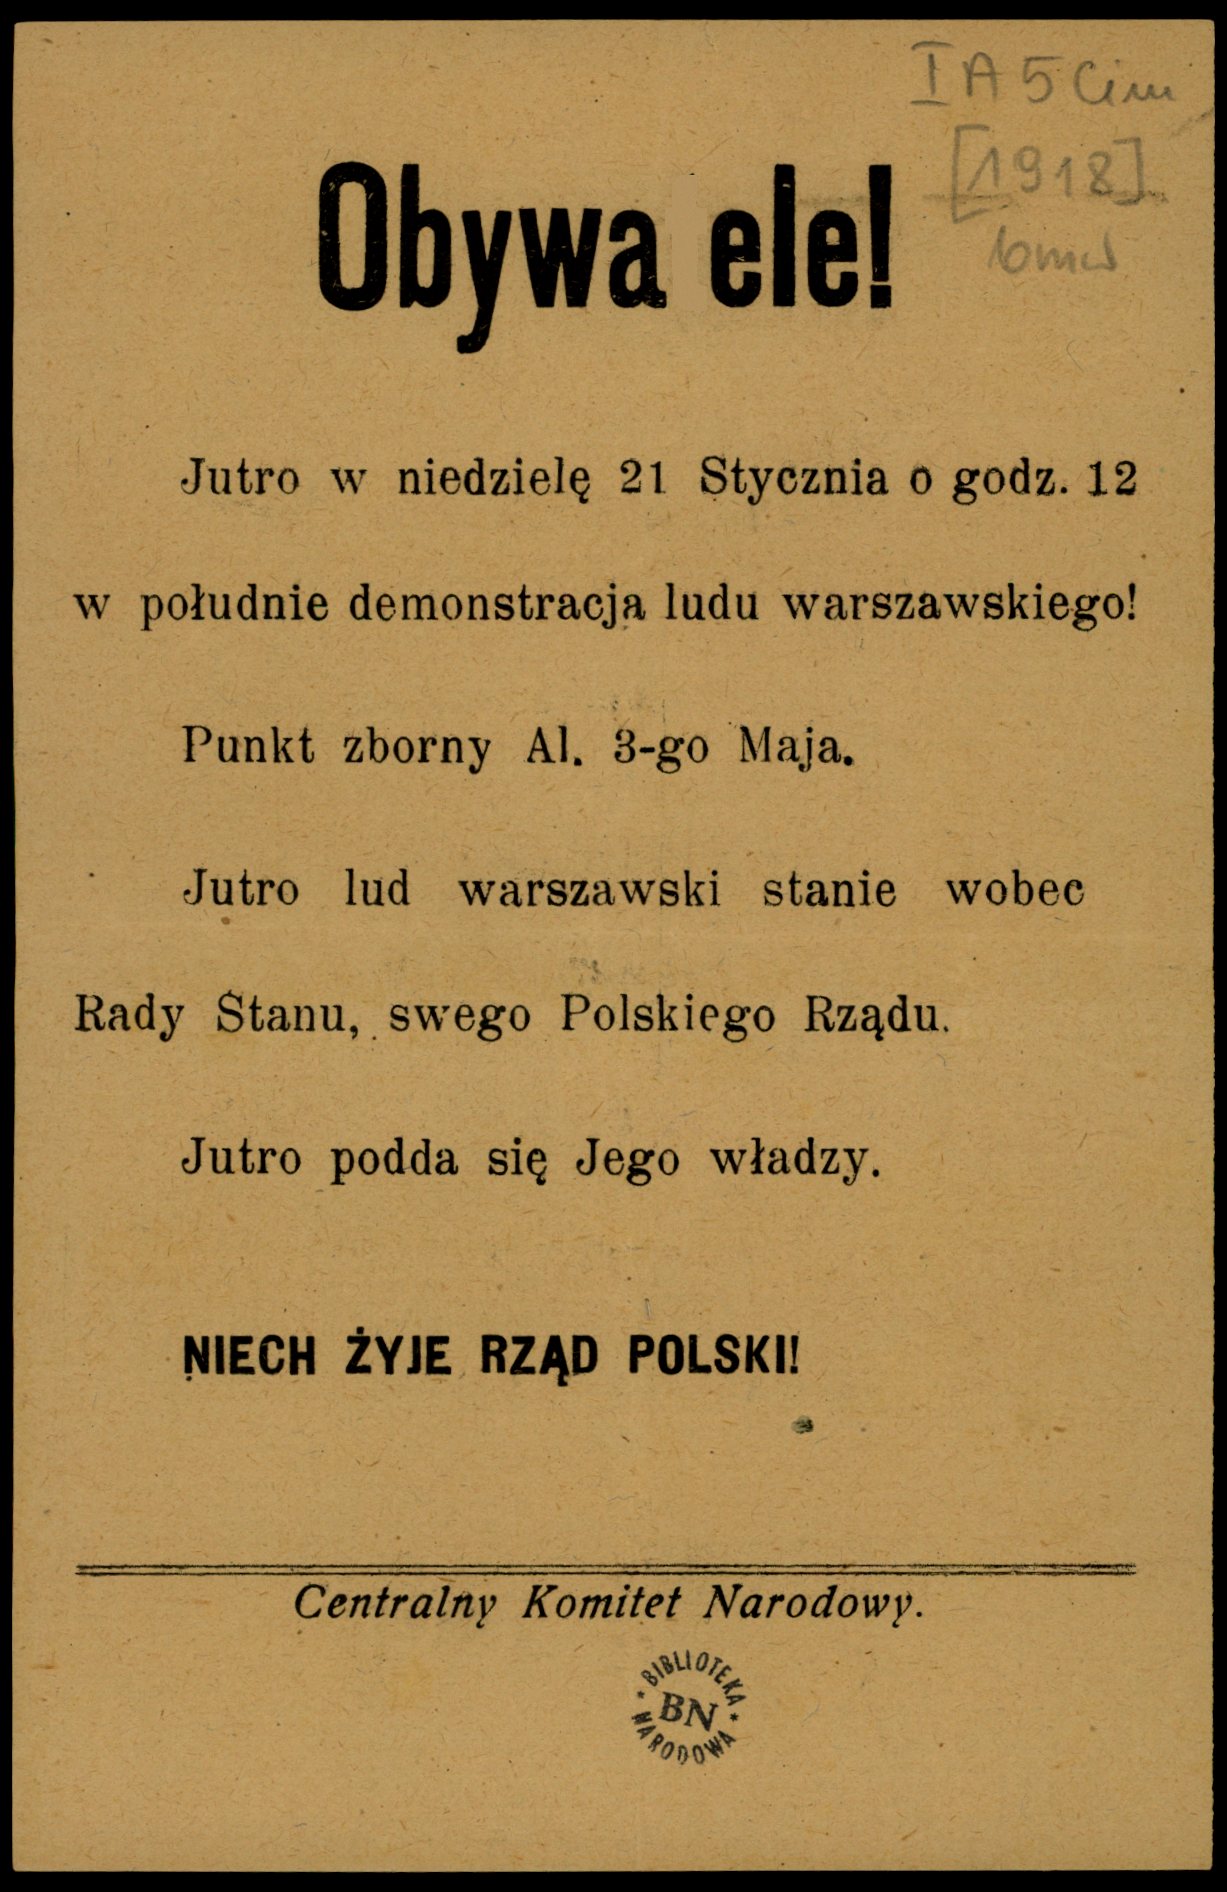 I A 5 Cim
[1918]
Obywa ele!
Jutro w niedzielę 21 Stycznia o godz. 12
w południe demonstracja ludu warszawskiego!
Punkt zborny Al. 3-go Maja.
Jutro lud warszawski stanie wobec
Rady Stanu, swego Polskiego Rządu.
Jutro podda się Jego władzy.
NIECH ŻYJE RZĄD POLSKI!
Centralny Komitet Narodowy.
BIBLIOTEKA
BN
NARODOWA